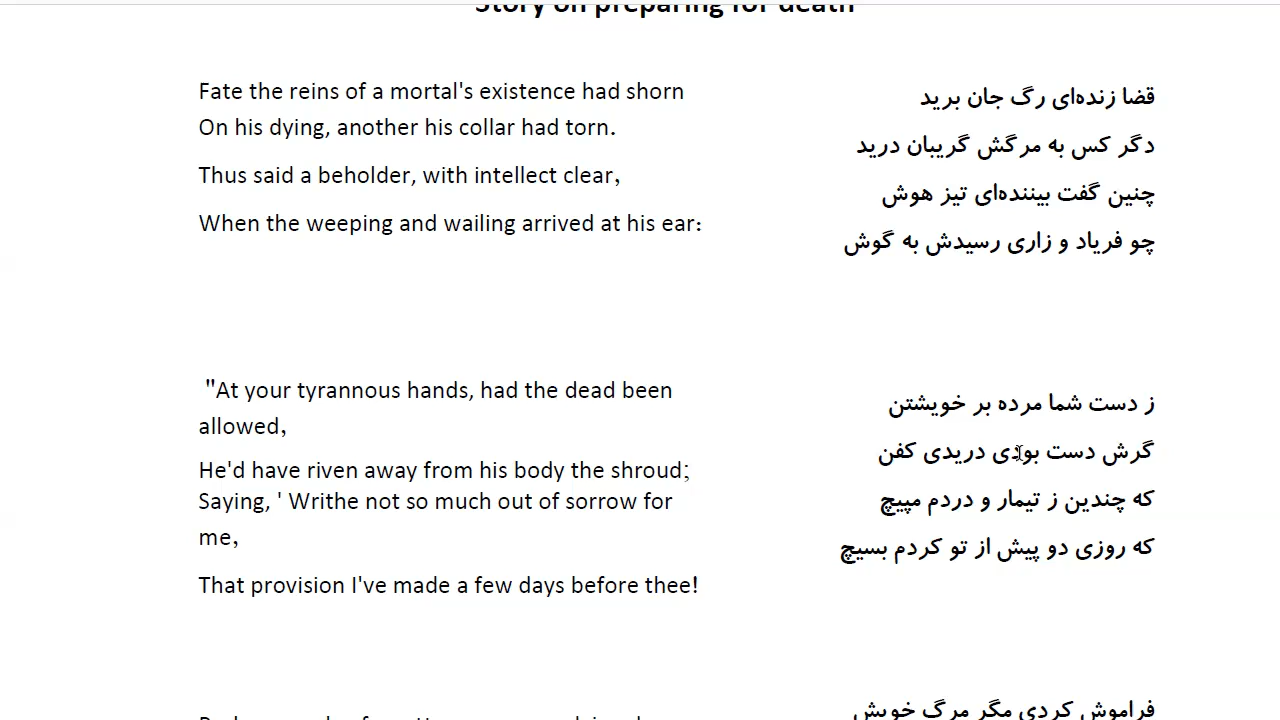 Story on preparing for death
Fate the reins of a mortal's existence had shorn
On his dying, another his collar had torn.
Thus said a beholder, with intellect clear,
When the weeping and wailing arrived at his ear:
قضا زنده‌ای رگ جان برید
دگر کس به مرگش گریبان درید
چنین گفت بیننده‌ای تیز هوش
چو فریاد و زاری رسیدش به گوش
"At your tyrannous hands, had the dead been
allowed,
He'd have riven away from his body the shroud;
Saying, ' Writhe not so much out of sorrow for
me,
That provision I've made a few days before thee!
ز دست شما مرده بر خویشتن
گرش دست بودی دریدی کفن
که چندین ز تیمار و دردم مپیچ
که روزی دو پیش از تو کردم بسیچ
فراموش کردی مگر مرگ خویش